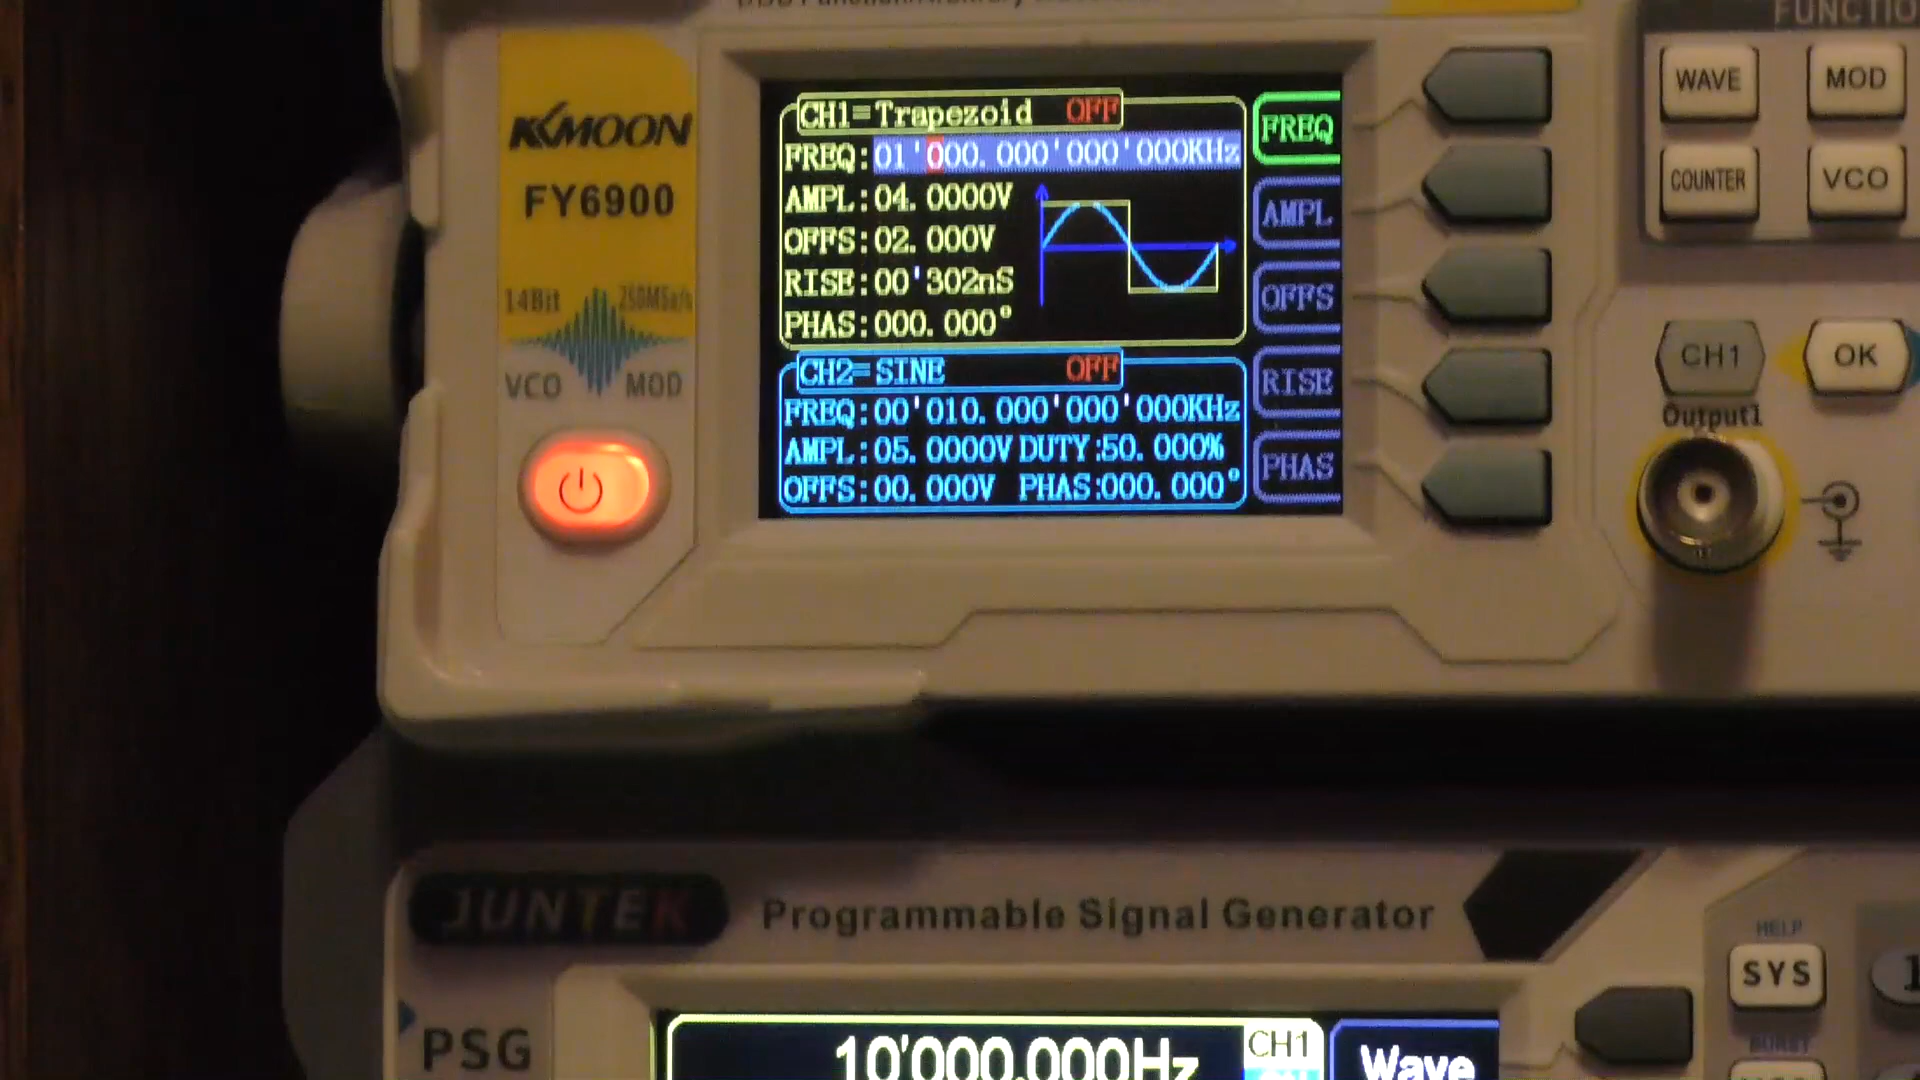 FUNCTIO
WAVE MOD
COUNTER VCO
KKMOON
FY6900
14Bit 250MSa/s
VCO MOD
CH1=Trapezoid OFF
FREQ:01'000.000'000'000KHz
AMPL:04.0000V
OFFS:02.000V
RISE:00'302nS
PHAS:000.000°
CH2=SINE OFF
FREQ:00'010.000'000'000KHz
AMPL:05.0000V DUTY:50.000%
OFFS:00.000V PHAS:000.000°
FREQ
AMPL
OFFS
RISE
PHAS
CH1 OK
Output1
JUNTEK Programmable Signal Generator
HELP
SYS
1
PSG
10'000.000Hz CH1 Wave
BURST